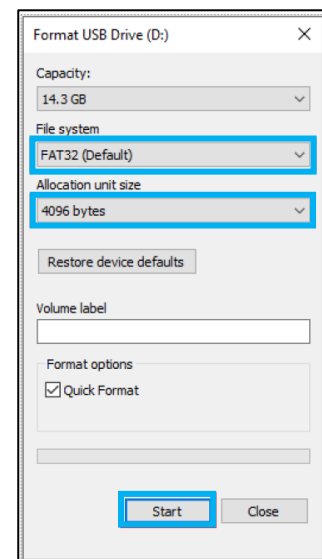 Format USB Drive (D:)
Capacity:
14.3 GB
File system
FAT32 (Default)
Allocation unit size
4096 bytes
Restore device defaults
Volume label
Format options
Quick Format
Start Close